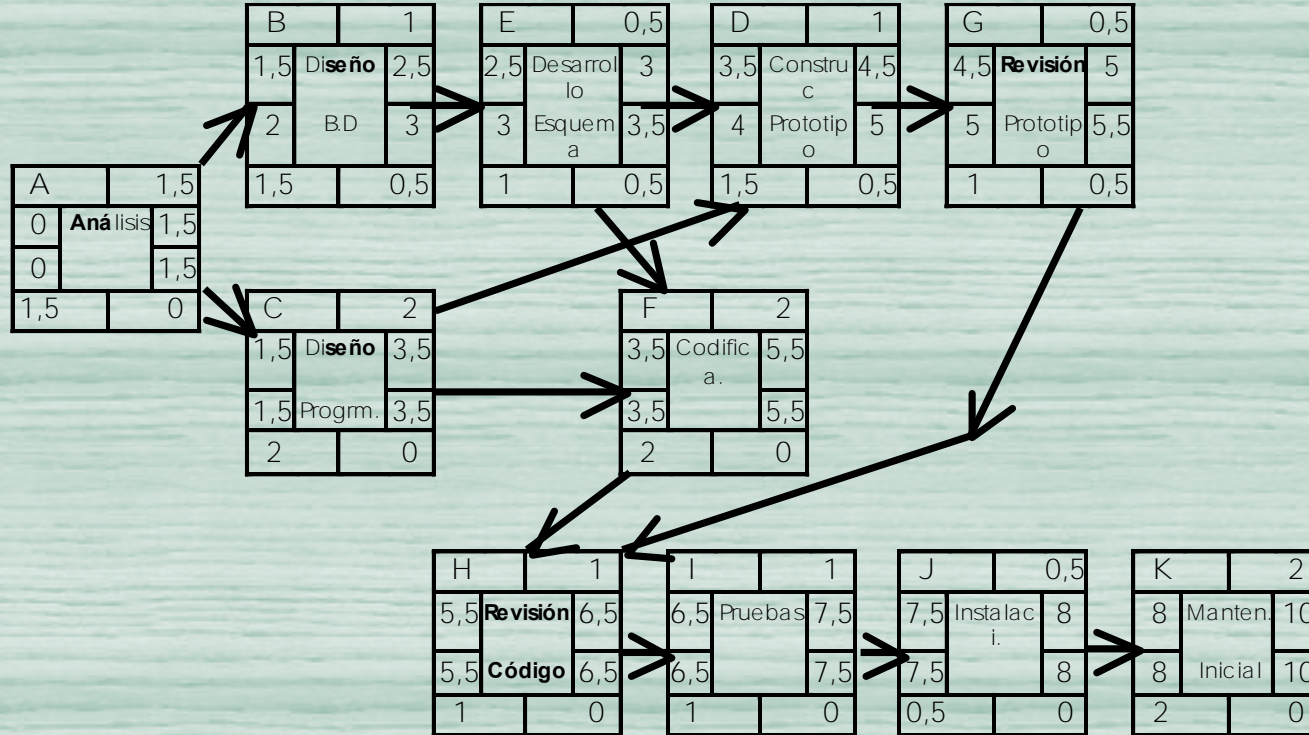 B 1
1,5 Diseño 2,5
2 B.D 3
1,5 0,5
E 0,5
2,5 Desarrol 3
lo
3 Esquem 3,5
a
1 0,5
D 1
3,5 Constru 4,5
c
4 Prototip 5
o
1,5 0,5
G 0,5
4,5 Revisión 5
5 Prototip 5,5
o
1 0,5
A 1,5
0 Análisis 1,5
0 1,5
1,5 0
C 2
1,5 Diseño 3,5
1,5 Progrm. 3,5
2 0
F 2
3,5 Codific 5,5
a.
3,5 5,5
2 0
H 1
5,5 Revisión 6,5
5,5 Código 6,5
1 0
I 1
6,5 Pruebas 7,5
6,5 7,5
1 0
J 0,5
7,5 Instalac 8
i.
7,5 8
0,5 0
K 2
8 Manten. 10
8 Inicial 10
2 0